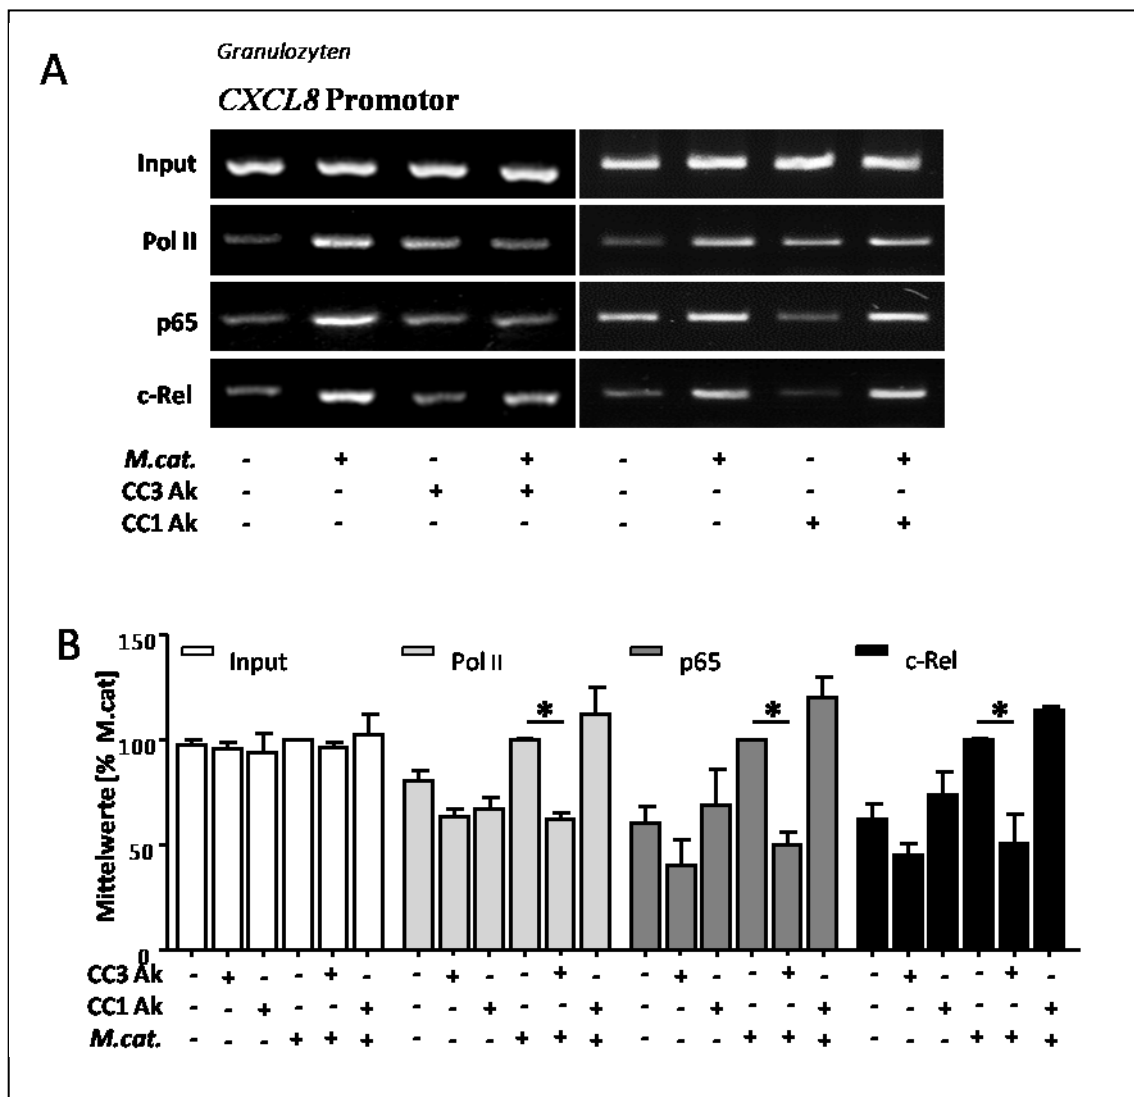 A
Granulozyten
CXCL8 Promotor
Input
Pol II
p65
c-Rel
M.cat. - + - + - + - +
CC3 Ak - - + + - - - -
CC1 Ak - - - - - - + +
B
Mittelwerte [% M.cat]
150
100
50
0
Input Pol II p65 c-Rel
* * *
CC3 Ak - + - - + - - + - - + - - + - - + - - + - - + -
CC1 Ak - - + - - + - - + - - + - - + - - + - - + - - +
M.cat. - - - + + + - - - + + + - - - + + + - - - + + +